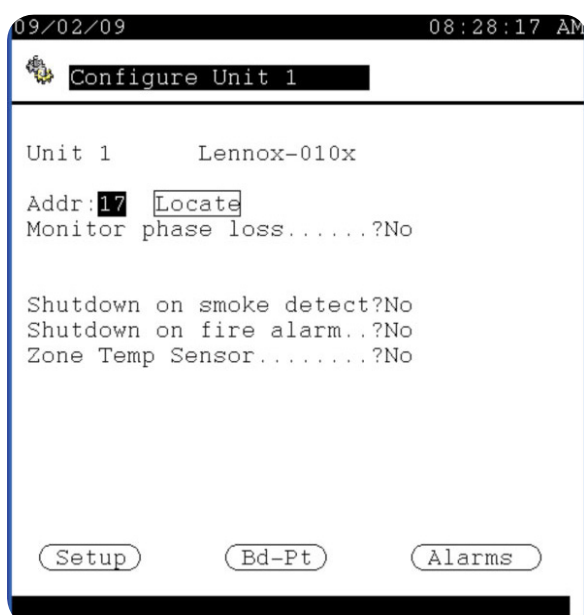 09/02/09 08:28:17 AM
Configure Unit 1
Unit 1 Lennox-010x
Addr:17 Locate
Monitor phase loss......?No
Shutdown on smoke detect?No
Shutdown on fire alarm..?No
Zone Temp Sensor........?No
Setup Bd-Pt Alarms